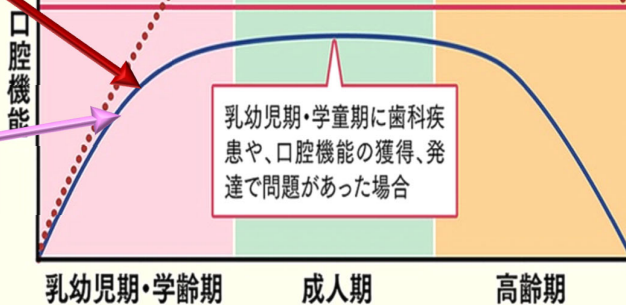 口腔機能
乳幼児期・学童期に歯科疾
患や、口腔機能の獲得、発
達で問題があった場合
乳幼児期・学齢期
成人期
高齢期